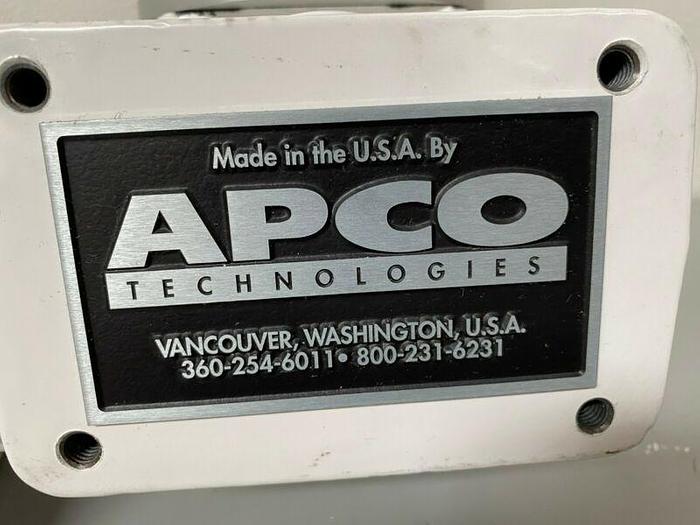 Made in the U.S.A. By
APCO
TECHNOLOGIES
VANCOUVER, WASHINGTON, U.S.A.
360-254-6011• 800-231-6231